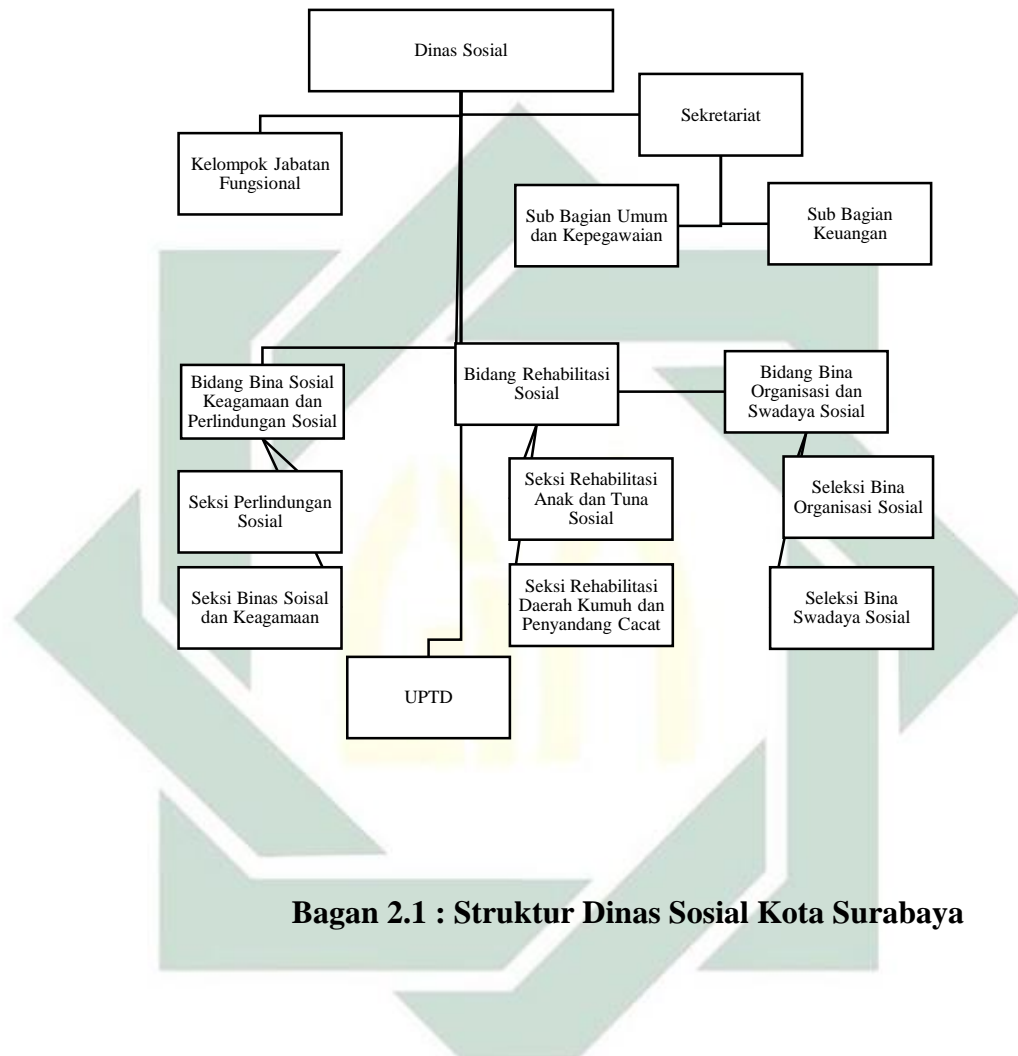 Dinas Sosial
Sekretariat
Kelompok Jabatan
Fungsional
Sub Bagian Umum
dan Kepegawaian
Sub Bagian
Keuangan
Bidang Bina Sosial
Keagamaan dan
Perlindungan Sosial
Bidang Rehabilitasi
Sosial
Bidang Bina
Organisasi dan
Swadaya Sosial
Seksi Perlindungan
Sosial
Seksi Rehabilitasi
Anak dan Tuna
Sosial
Seleksi Bina
Organisasi Sosial
Seksi Binas Soisal
dan Keagamaan
Seksi Rehabilitasi
Daerah Kumuh dan
Penyandang Cacat
Seleksi Bina
Swadaya Sosial
UPTD
Bagan 2.1 : Struktur Dinas Sosial Kota Surabaya